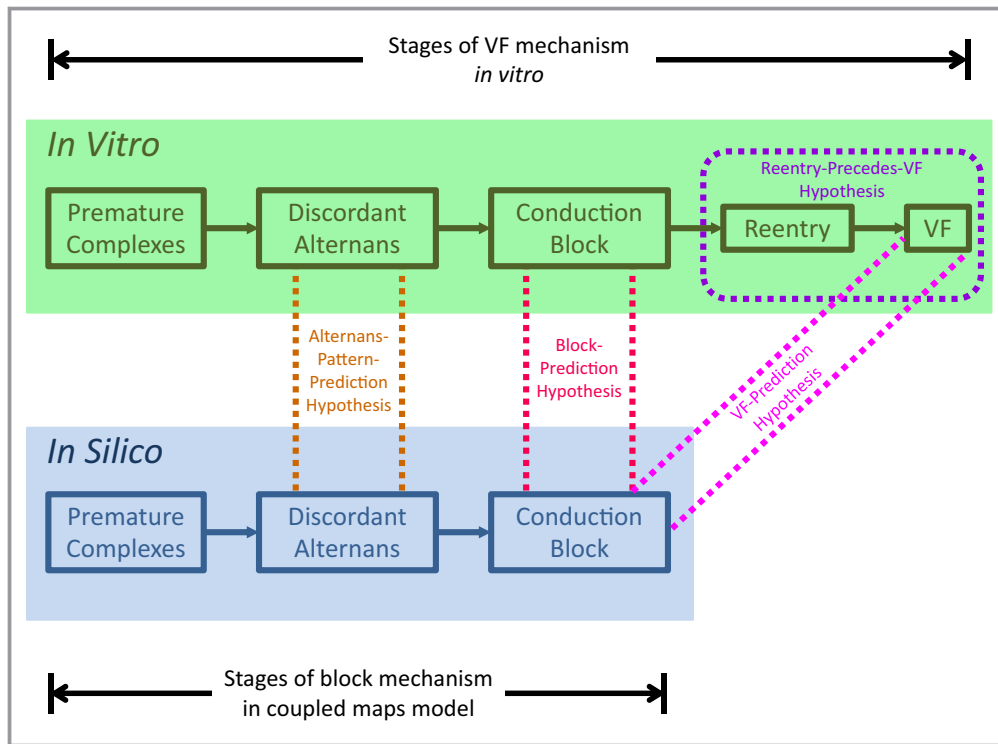 Stages of VF mechanism
in vitro
In Vitro
Reentry-Precedes-VF
Hypothesis
Premature
Complexes
Discordant
Alternans
Conduction
Block
Reentry
VF
Alternans-
Pattern-
Prediction
Hypothesis
Block-
Prediction
Hypothesis
VF-Prediction
Hypothesis
In Silico
Premature
Complexes
Discordant
Alternans
Conduction
Block
Stages of block mechanism
in coupled maps model